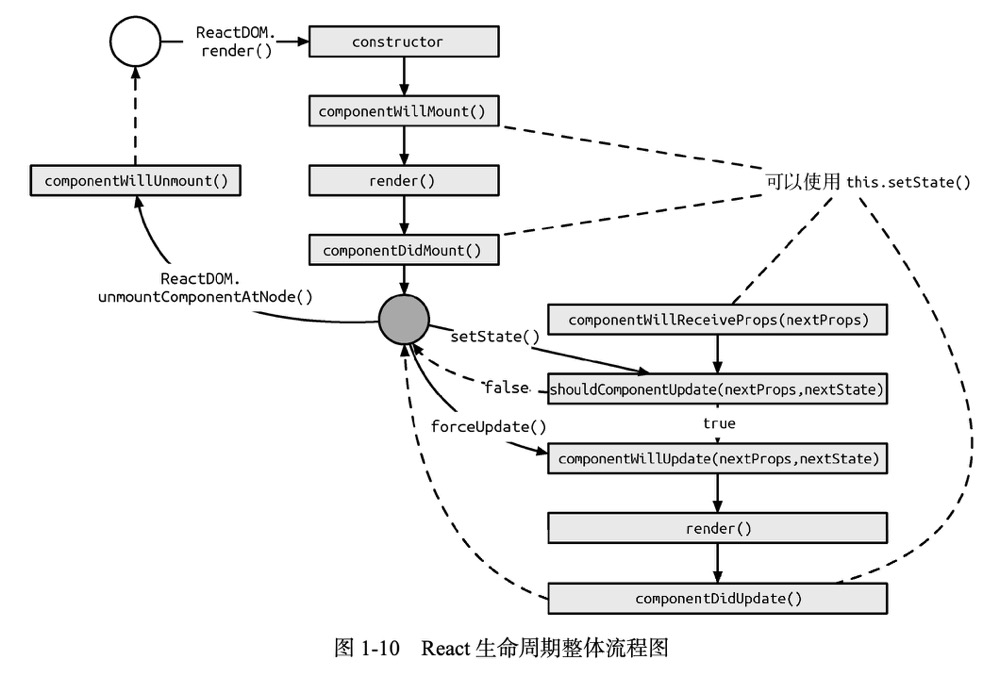 ReactDOM.
render()
constructor
componentWillMount()
componentWillUnmount()
render()
可以使用 this.setState()
componentDidMount()
ReactDOM.
unmountComponentAtNode()
componentWillReceiveProps(nextProps)
setState()
false
shouldComponentUpdate(nextProps,nextState)
true
forceUpdate()
componentWillUpdate(nextProps,nextState)
render()
componentDidUpdate()
图 1-10 React 生命周期整体流程图